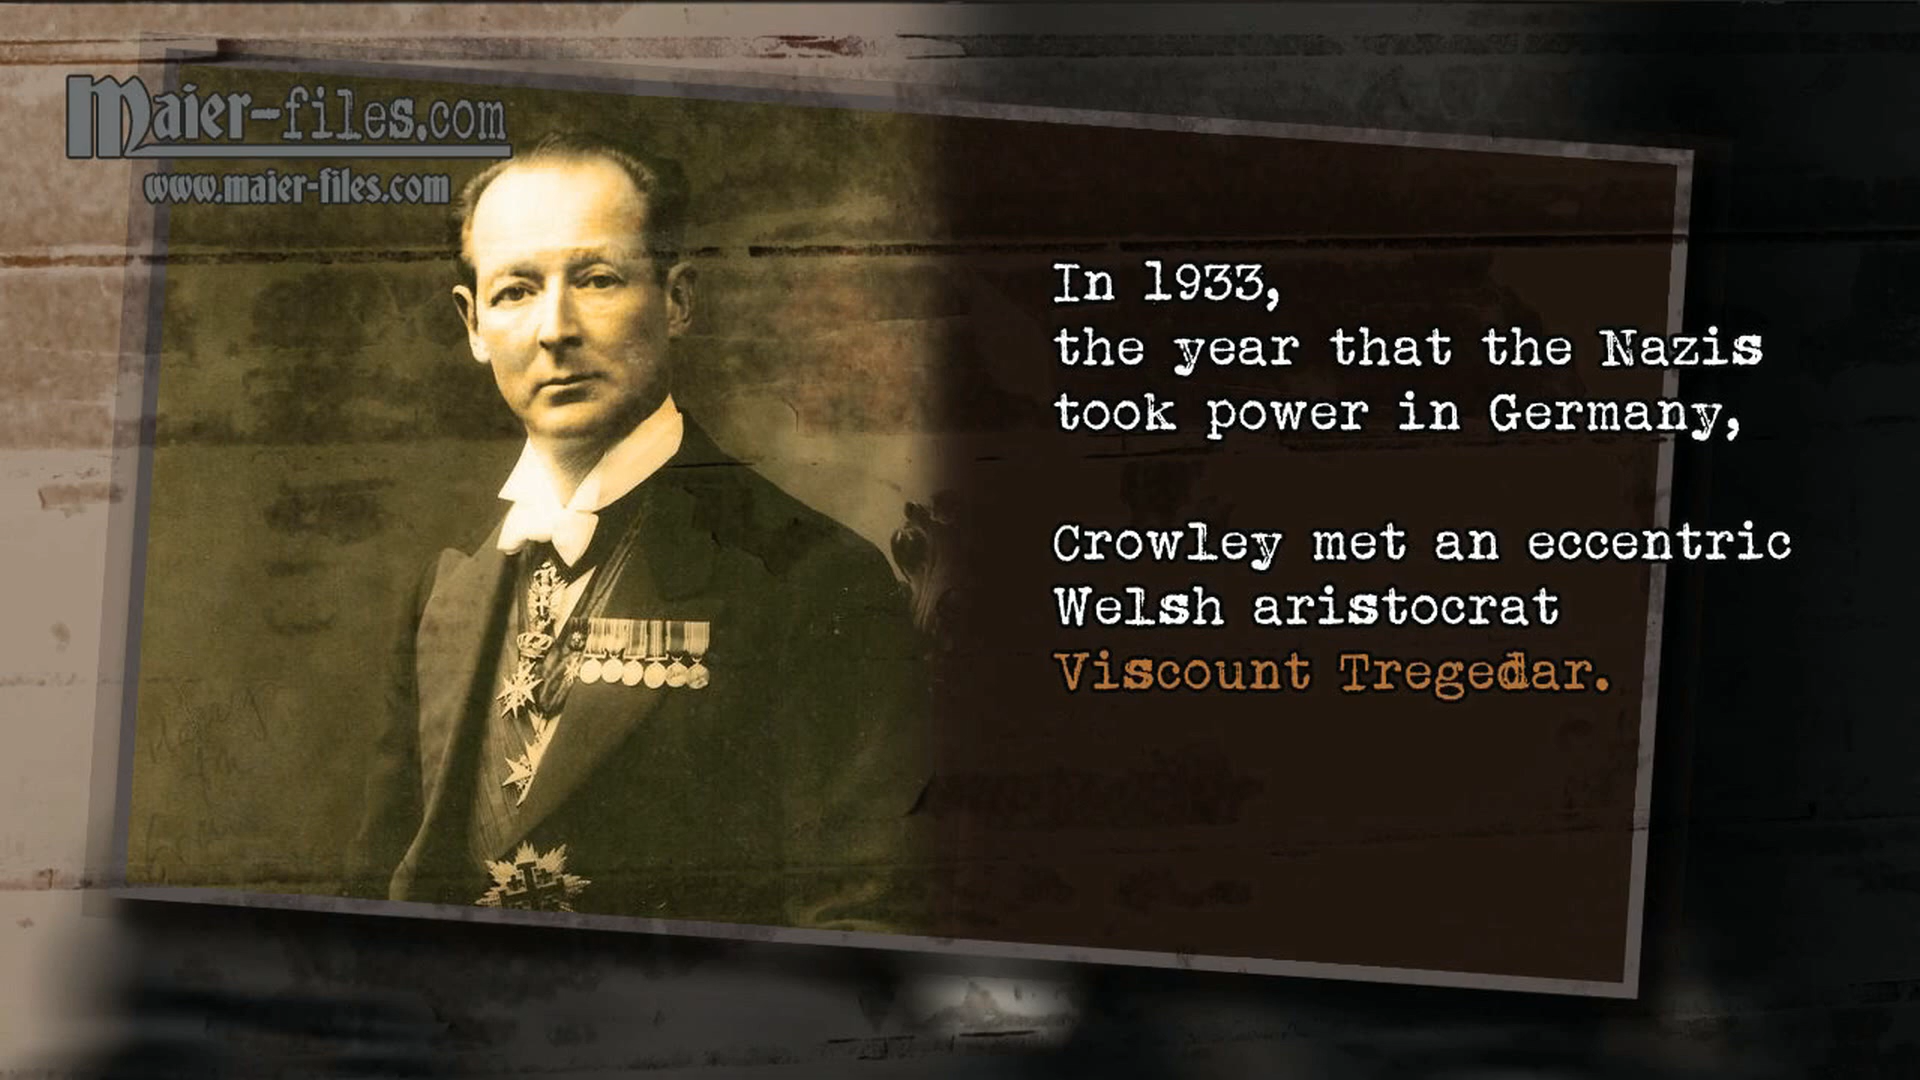 Maier-files.com
www.maier-files.com
In 1933,
the year that the Nazis
took power in Germany,
Crowley met an eccentric
Welsh aristocrat
Viscount Tregedar.